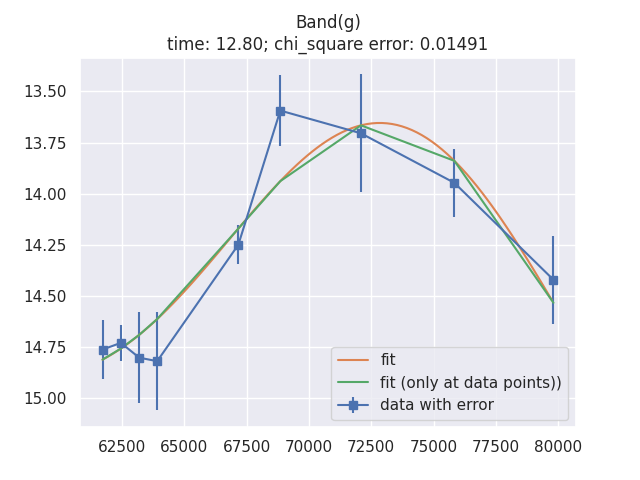 Band(g)
time: 12.80; chi_square error: 0.01491
13.50
13.75
14.00
14.25
14.50
14.75
15.00
fit
fit (only at data points))
data with error
62500 65000 67500 70000 72500 75000 77500 80000